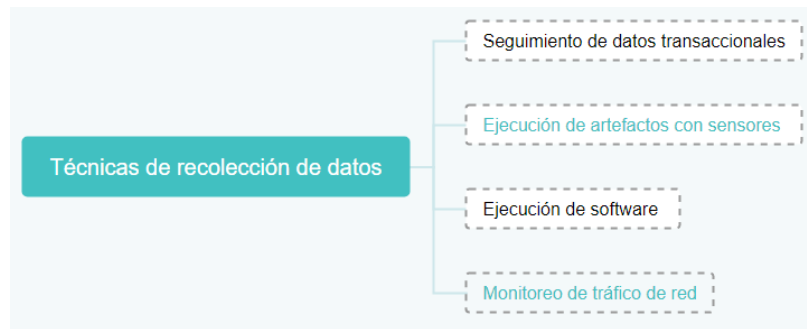 Seguimiento de datos transaccionales
Ejecución de artefactos con sensores
Técnicas de recolección de datos
Ejecución de software
Monitoreo de tráfico de red